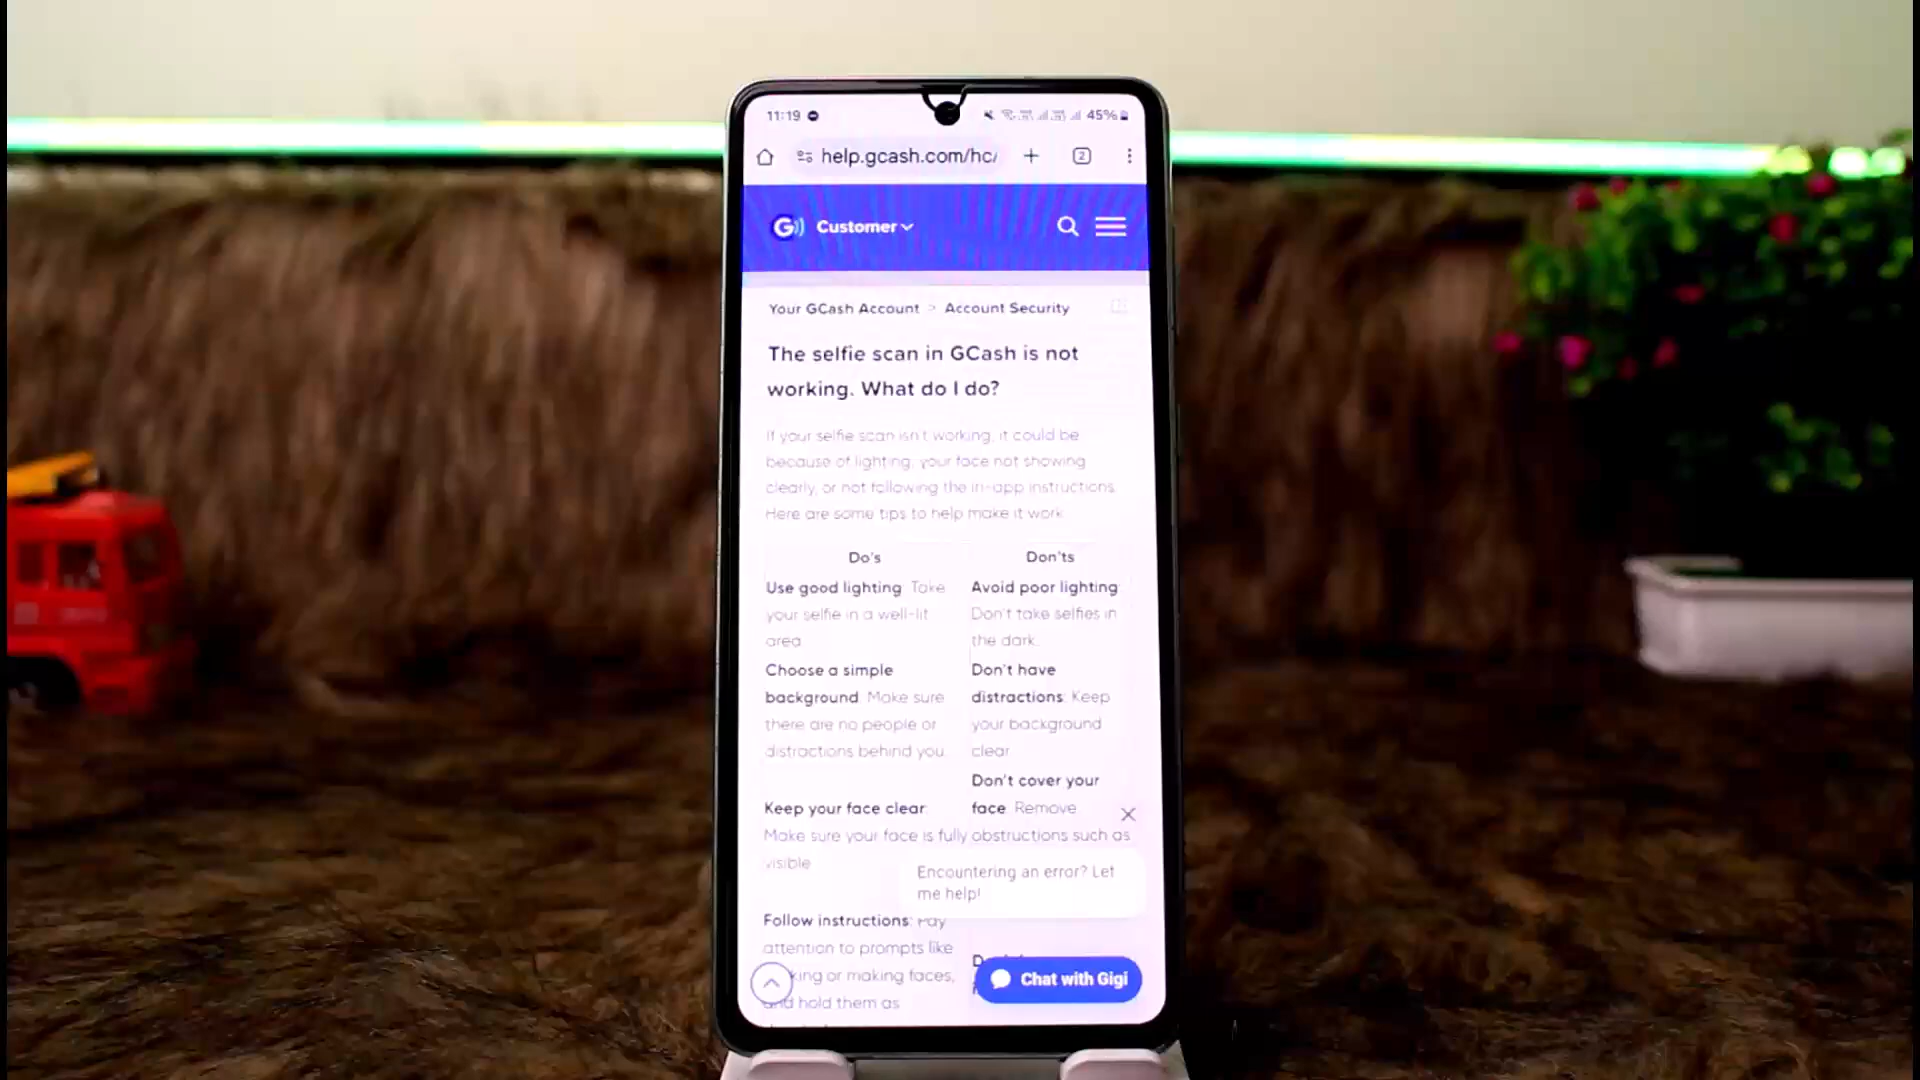 11:19
45%
help.gcash.com/hc/
2
G Customer
Your GCash Account > Account Security
The selfie scan in GCash is not
working. What do I do?
If your selfie scan isn't working, it could be
because of lighting, your face not showing
clearly, or not following the in-app instructions.
Here are some tips to help make it work.
Do's
Use good lighting: Take
your selfie in a well-lit
area
Choose a simple
background: Make sure
there are no people or
distractions behind you.
Keep your face clear:
Make sure your face is fully
visible
Follow instructions: Pay
attention to prompts like
king or making faces,
and hold them as
Don'ts
Avoid poor lighting:
Don't take selfies in
the dark.
Don't have
distractions: Keep
your background
clear
Don't cover your
face: Remove
obstructions such as
Encountering an error? Let
me help!
Chat with Gigi